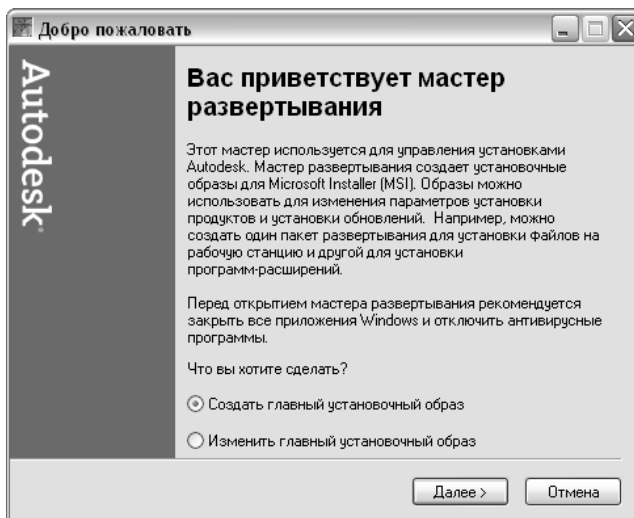 Добро пожаловать
Autodesk
Вас приветствует мастер
развертывания
Этот мастер используется для управления установками
Autodesk. Мастер развертывания создает установочные
образы для Microsoft Installer (MSI). Образы можно
использовать для изменения параметров установки
продуктов и установки обновлений. Например, можно
создать один пакет развертывания для установки файлов на
рабочую станцию и другой для установки
программ-расширений.
Перед открытием мастера развертывания рекомендуется
закрыть все приложения Windows и отключить антивирусные
программы.
Что вы хотите сделать?
Создать главный установочный образ
Изменить главный установочный образ
Далее >
Отмена